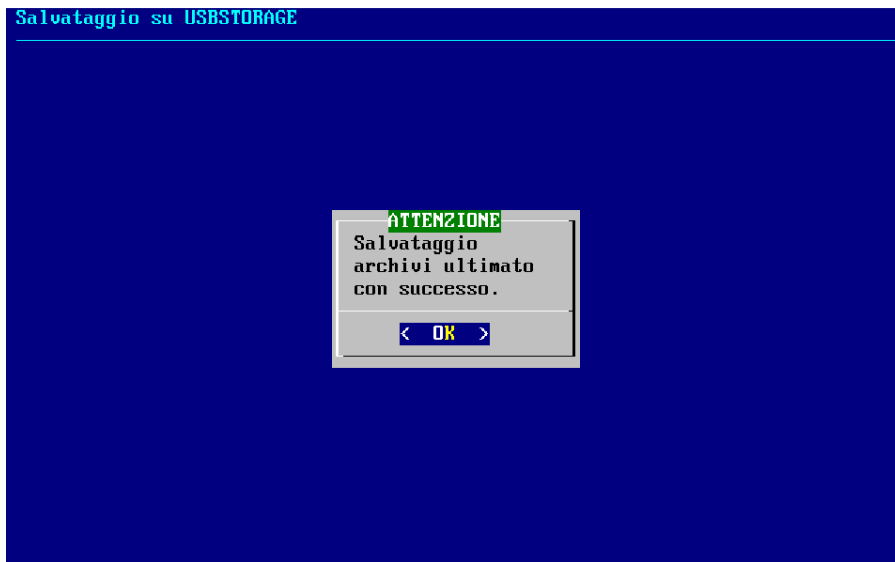 Salvataggio su USBSTORAGE
ATTENZIONE
Salvataggio
archivi ultimato
con successo.
< OK >